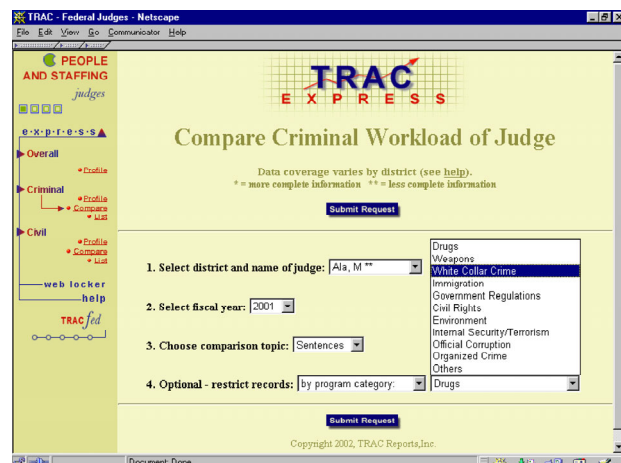 TRAC - Federal Judges - Netscape
File Edit View Go Communicator Help
PEOPLE
AND STAFFING
judges
e·x·p·r·e·s·s
Overall
Profile
Criminal
Profile
Compare
List
Civil
Profile
Compare
List
web locker
help
TRAC fed
TRAC
EXPRESS
Compare Criminal Workload of Judge
Data coverage varies by district (see help).
* = more complete information ** = less complete information
Submit Request
1. Select district and name of judge: Ala, M **
2. Select fiscal year: 2001
3. Choose comparison topic: Sentences
4. Optional - restrict records: by program category: Drugs
Drugs
Weapons
White Collar Crime
Immigration
Government Regulations
Civil Rights
Environment
Internal Security/Terrorism
Official Corruption
Organized Crime
Others
Submit Request
Copyright 2002, TRAC Reports,Inc.
Document: Done